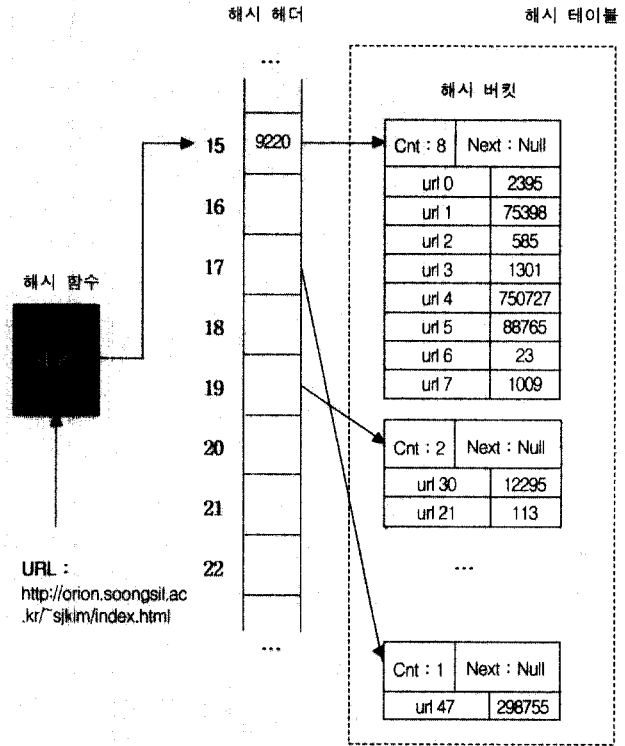 해시 헤더
해시 테이블
...
해시 버킷
15
9220
Cnt : 8
Next : Null
url 0
2395
url 1
75398
url 2
585
url 3
1301
url 4
750727
url 5
88765
url 6
23
url 7
1009
16
17
해시 함수
18
19
20
Cnt : 2
Next : Null
url 30
12295
url 21
113
21
22
...
URL :
http://orion.soongsil.ac
.kr/~sjkim/index.html
...
Cnt : 1
Next : Null
url 47
298755